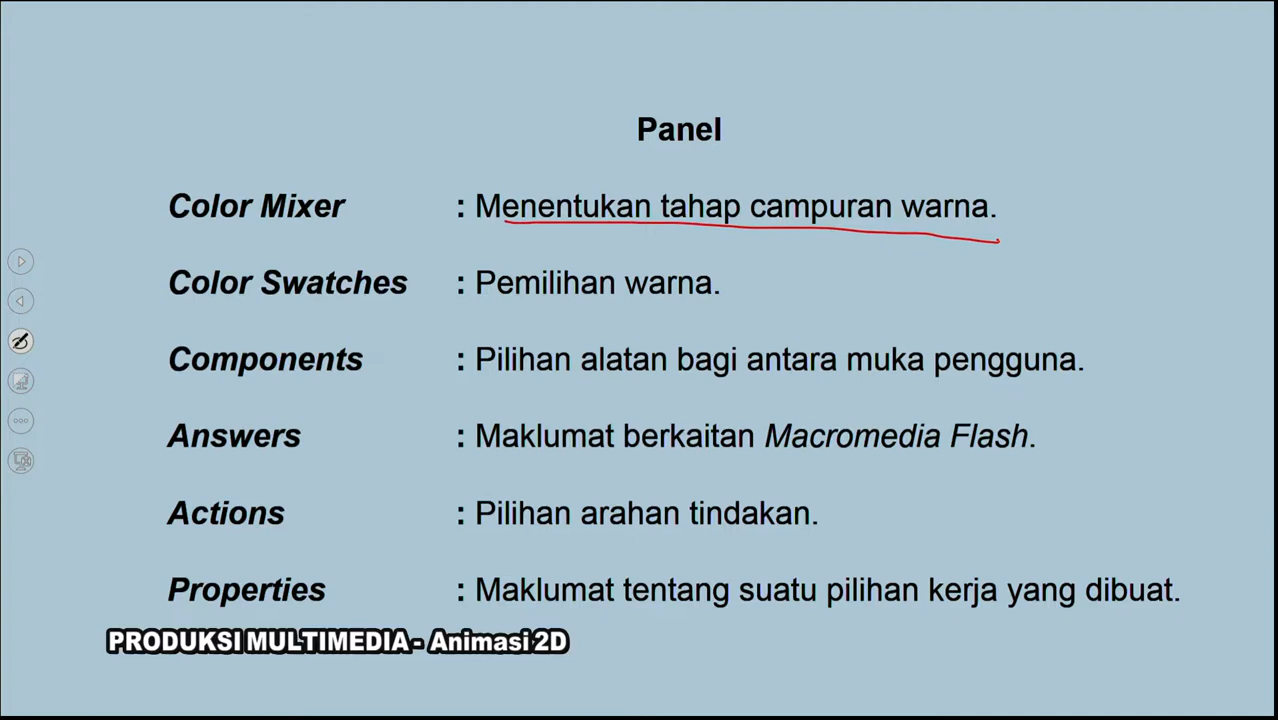 Panel
Color Mixer : Menentukan tahap campuran warna.
Color Swatches : Pemilihan warna.
Components : Pilihan alatan bagi antara muka pengguna.
Answers : Maklumat berkaitan Macromedia Flash.
Actions : Pilihan arahan tindakan.
Properties : Maklumat tentang suatu pilihan kerja yang dibuat.
PRODUKSI MULTIMEDIA - Animasi 2D